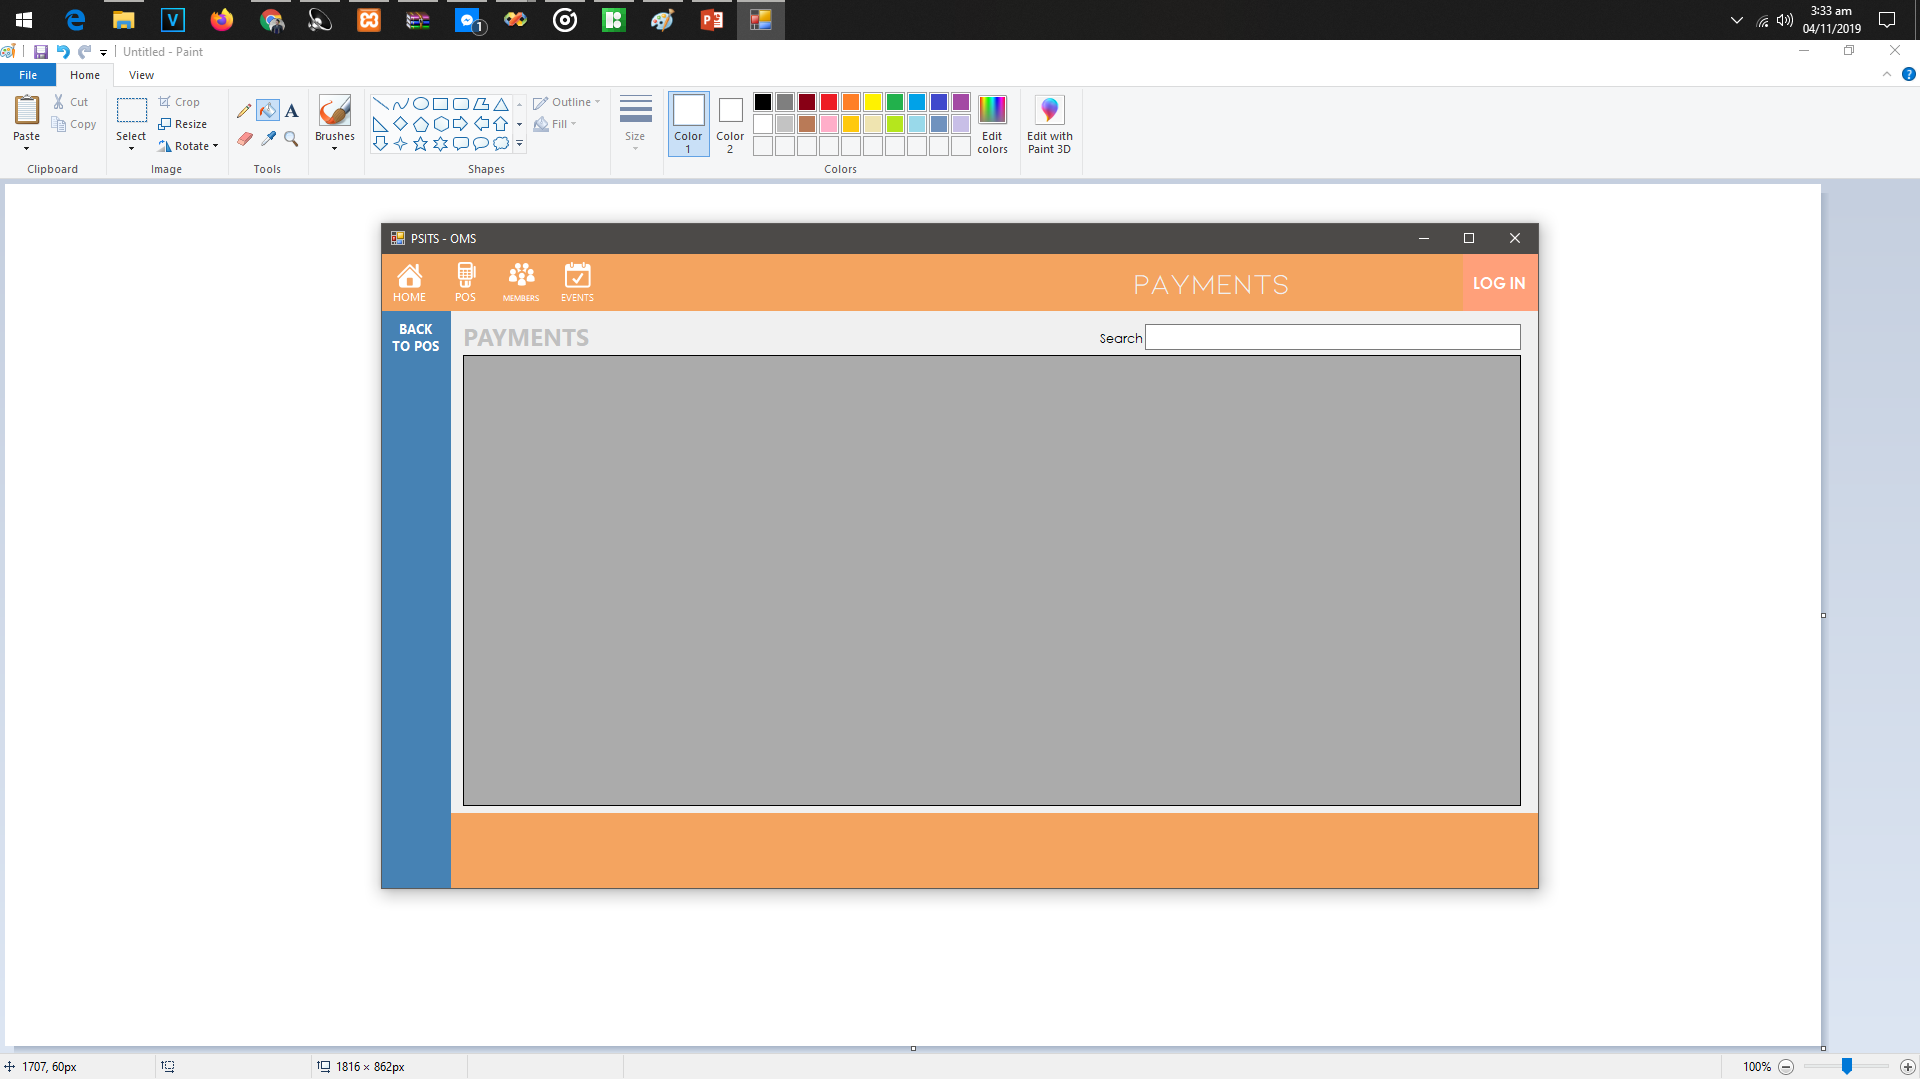 1
3:33 am
04/11/2019
Untitled - Paint
File Home View
Paste
Cut
Copy
Clipboard
Select
Crop
Resize
Rotate
Image
A
Tools
Brushes
Shapes
Outline
Fill
Size
Color
1
Color
2
Colors
Edit
colors
Edit with
Paint 3D
PSITS - OMS
HOME
POS
MEMBERS
EVENTS
PAYMENTS
LOG IN
BACK
TO POS
PAYMENTS
Search
1707, 60px
1816 × 862px
100%